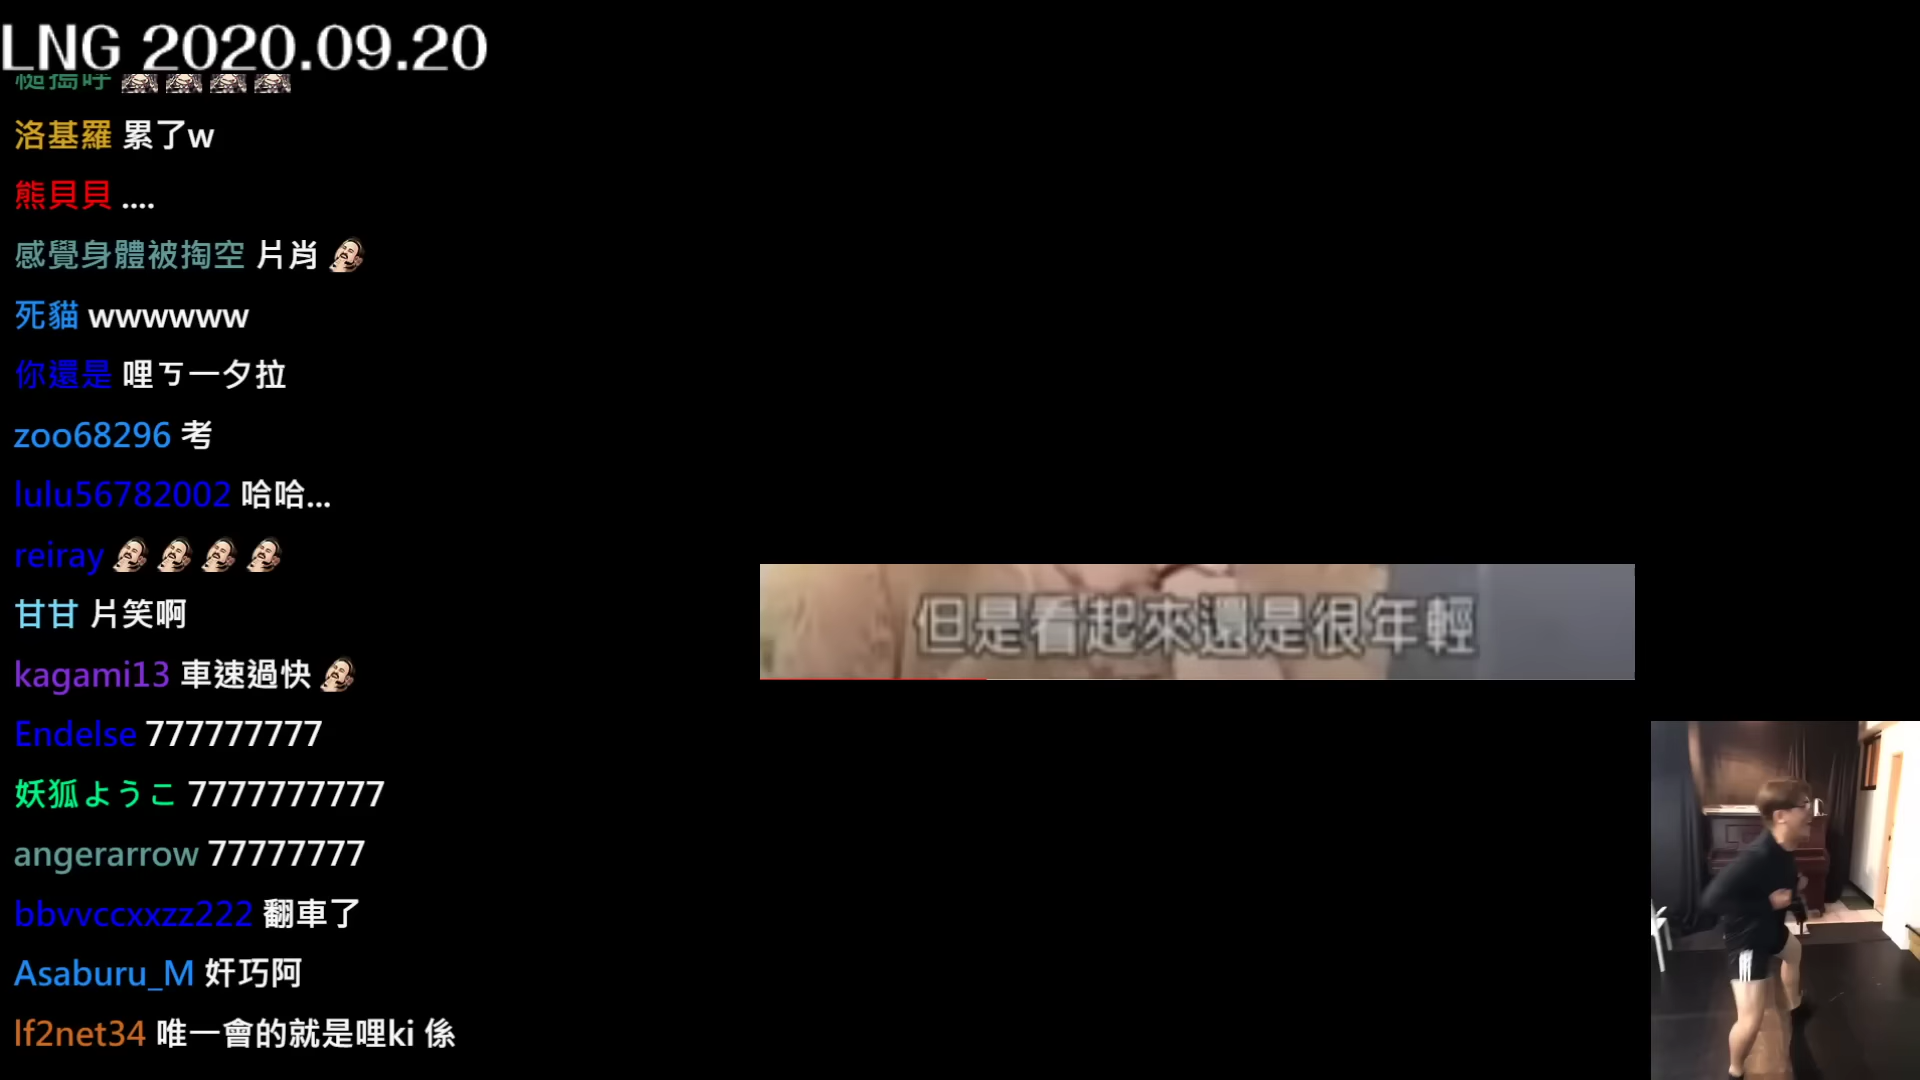 LNG 2020.09.20
槌搗吁
洛基羅 累了w
熊貝貝 ....
感覺身體被掏空 片肖
死貓 wwwwww
你還是 哩ㄎ一夕拉
zoo68296 考
lulu56782002 哈哈...
reiray
甘甘 片笑啊
kagami13 車速過快
Endelse 777777777
妖狐ようこ 7777777777
angerarrow 77777777
bbvvccxxzz222 翻車了
Asaburu_M 奸巧阿
lf2net34 唯一會的就是哩ki 係
但是看起來還是很年輕